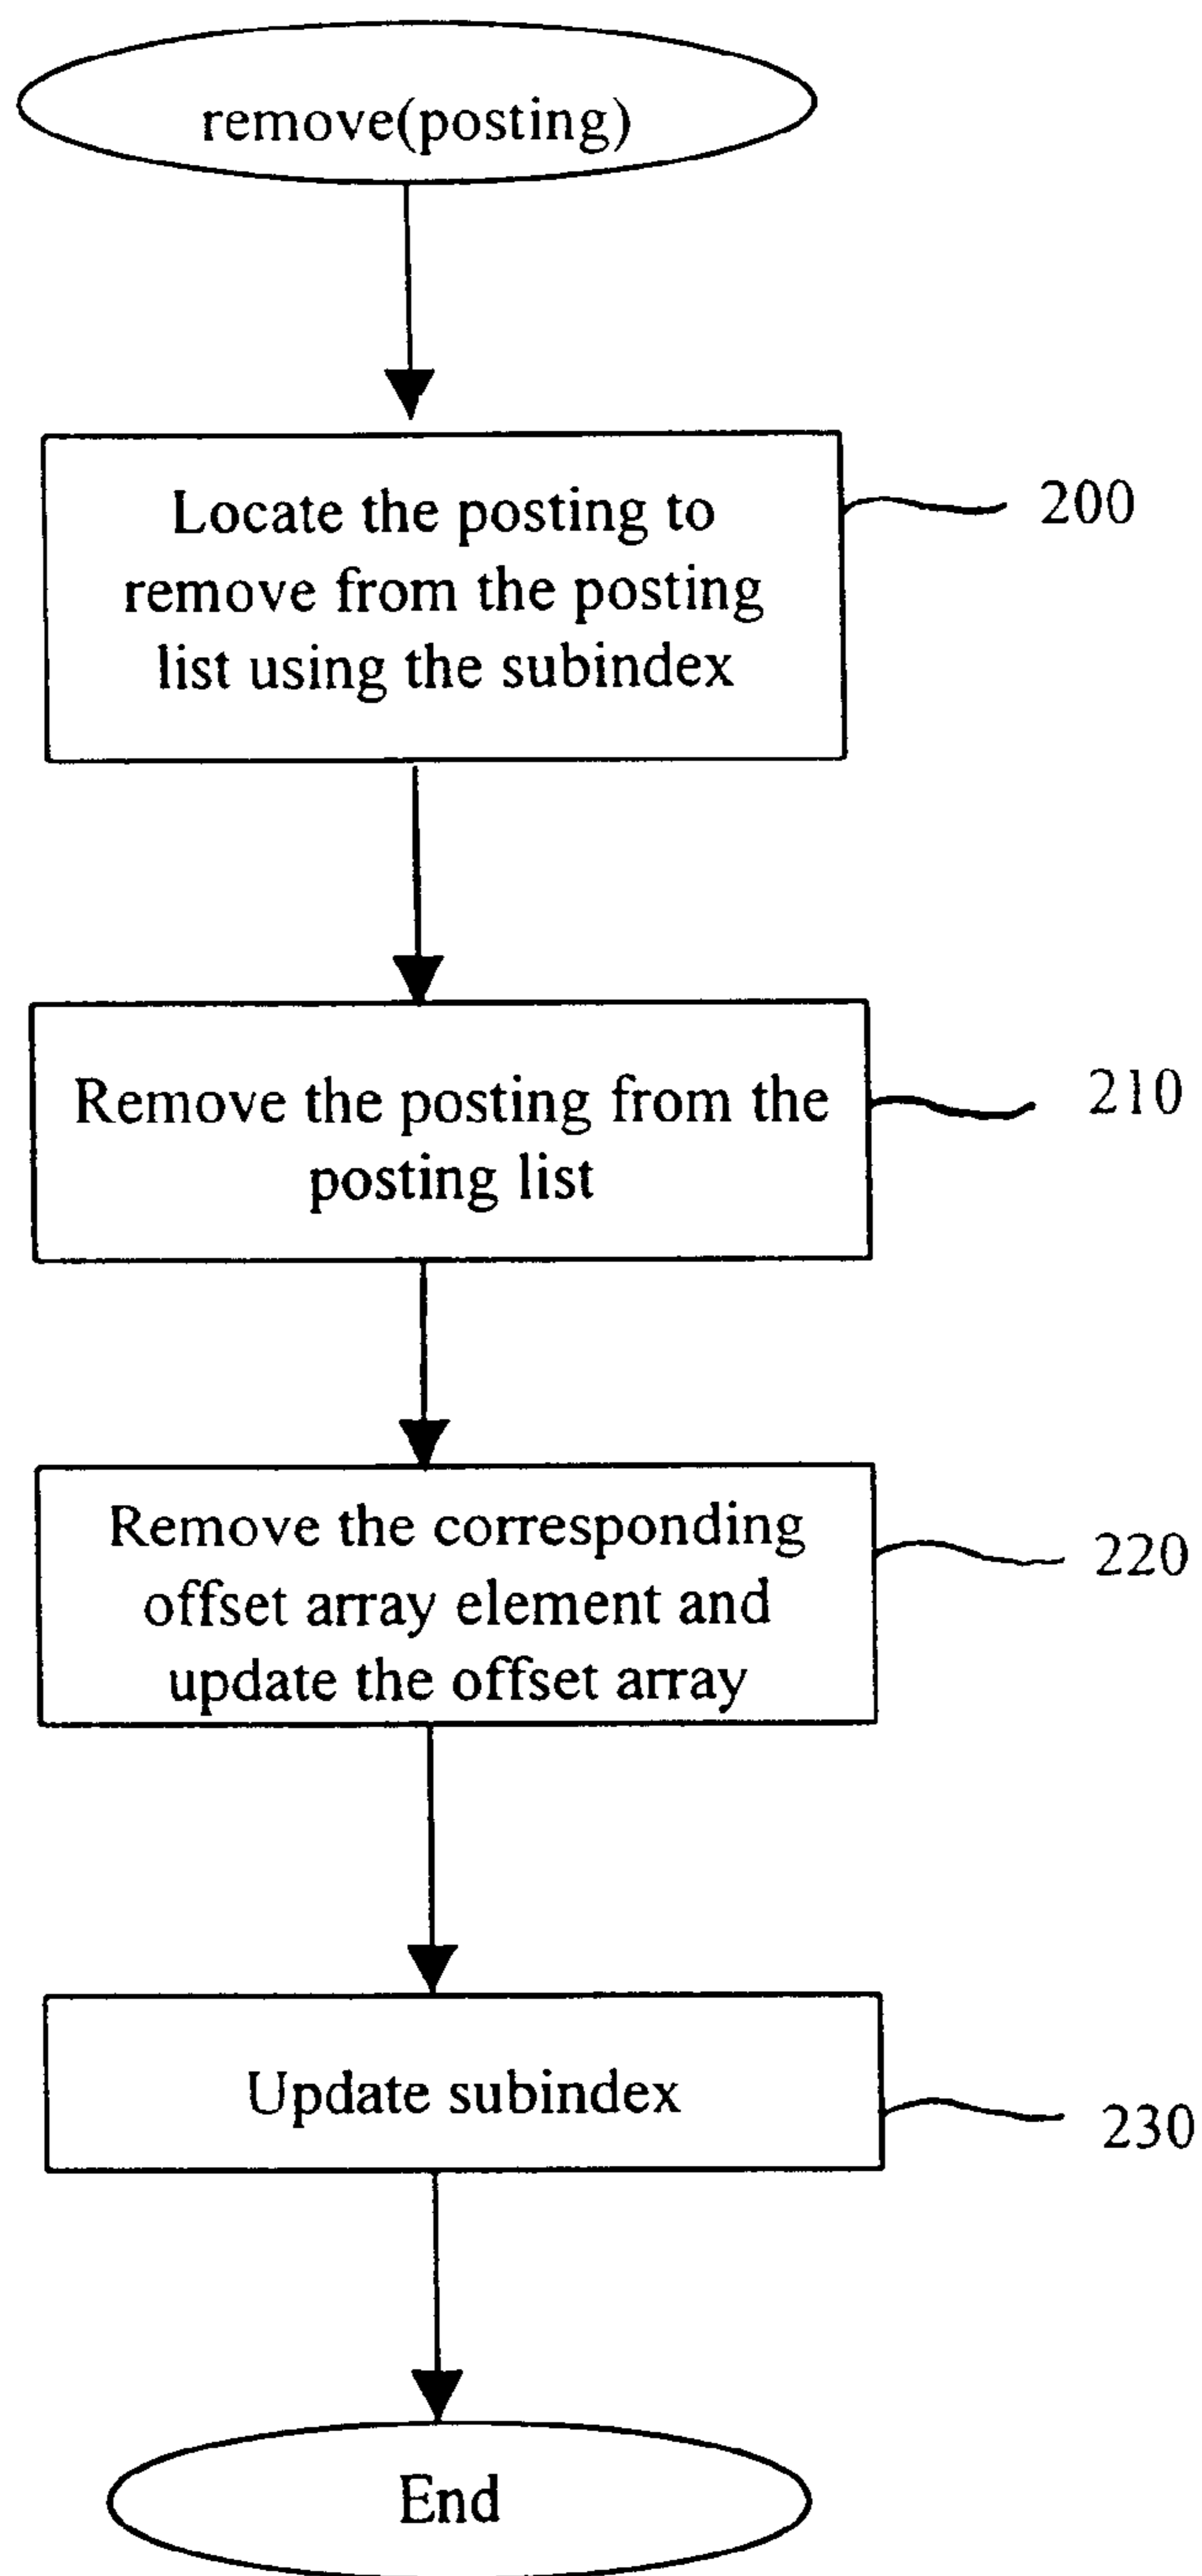 remove(posting)
Locate the posting to
remove from the posting
list using the subindex
200
Remove the posting from the
posting list
210
Remove the corresponding
offset array element and
update the offset array
220
Update subindex
230
End